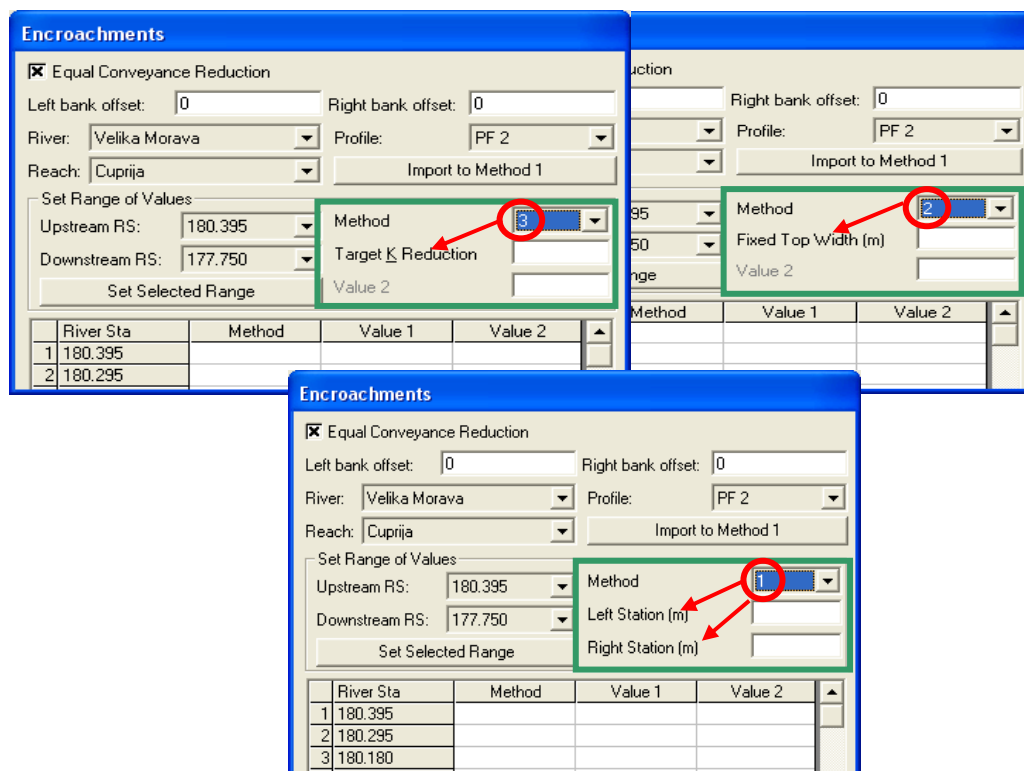 Encroachments
Equal Conveyance Reduction
Left bank offset: 0 Right bank offset: 0
River: Velika Morava Profile: PF 2
Reach: Cuprija Import to Method 1
Set Range of Values
Upstream RS: 180.395 Method 3
Downstream RS: 177.750 Target K Reduction
Set Selected Range Value 2
River Sta Method Value 1 Value 2
1 180.395
2 180.295
uction
Right bank offset: 0
Profile: PF 2
Import to Method 1
95 Method 2
50 Fixed Top Width (m)
nge Value 2
Method Value 1 Value 2
Encroachments
Equal Conveyance Reduction
Left bank offset: 0 Right bank offset: 0
River: Velika Morava Profile: PF 2
Reach: Cuprija Import to Method 1
Set Range of Values
Upstream RS: 180.395 Method 1
Downstream RS: 177.750 Left Station (m)
Set Selected Range Right Station (m)
River Sta Method Value 1 Value 2
1 180.395
2 180.295
3 180.180